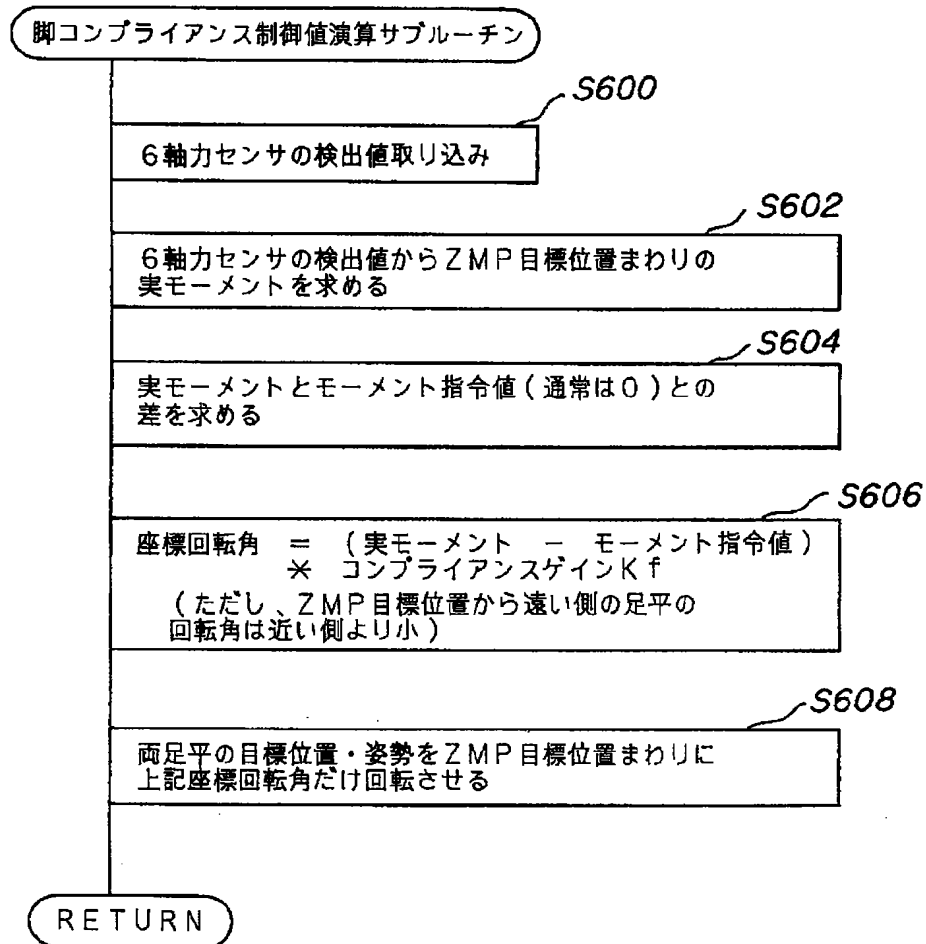 脚コンプライアンス制御値演算サブルーチン
S600
6軸力センサの検出値取り込み
S602
6軸力センサの検出値からZMP目標位置まわりの
実モーメントを求める
S604
実モーメントとモーメント指令値(通常は0)との
差を求める
S606
座標回転角 = (実モーメント - モーメント指令値)
* コンプライアンスゲインKf
(ただし、ZMP目標位置から遠い側の足平の
回転角は近い側より小)
S608
両足平の目標位置・姿勢をZMP目標位置まわりに
上記座標回転角だけ回転させる
RETURN